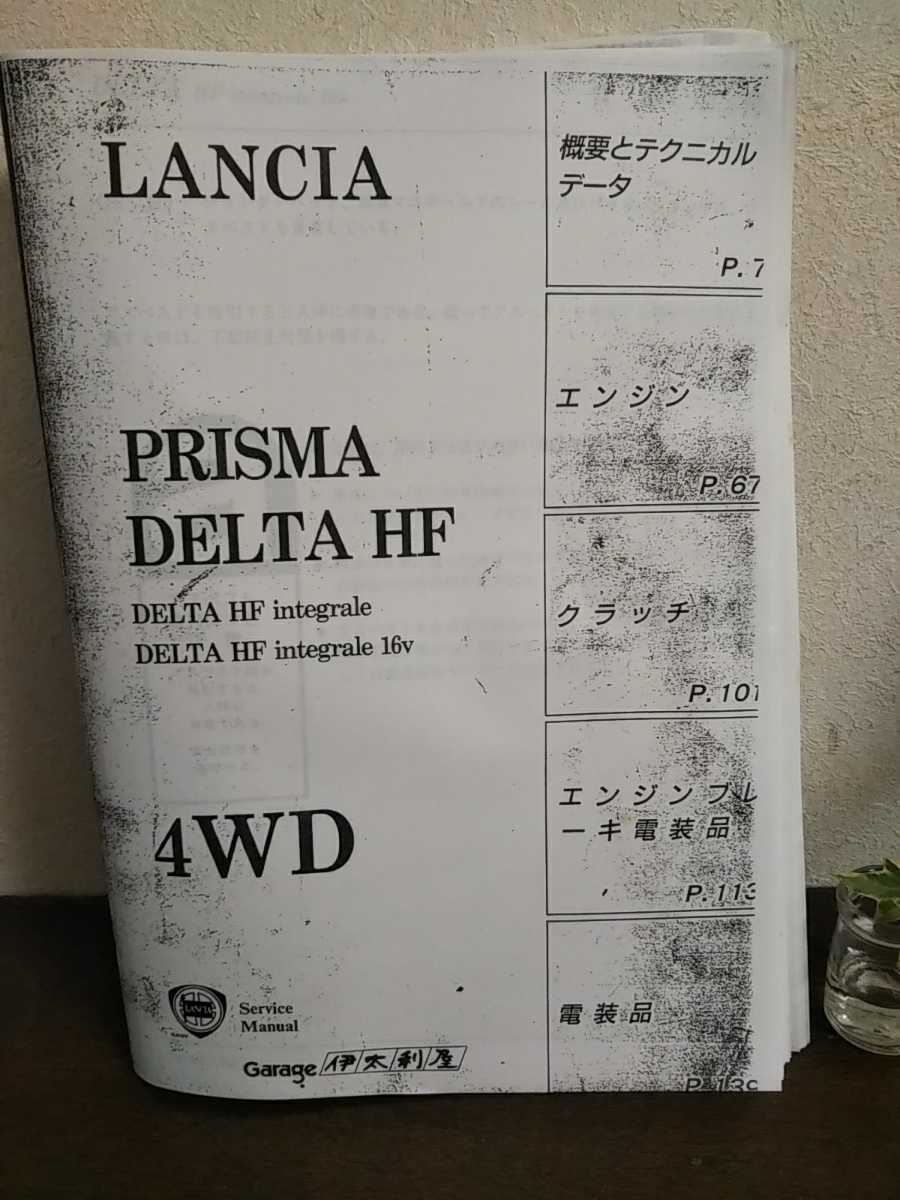 LANCIA
PRISMA
DELTA HF
DELTA HF integrale
DELTA HF integrale 16v
4WD
LANCIA
Service
Manual
Garage 伊太利屋
概要とテクニカル
データ
P.7
エンジン
P.67
クラッチ
P.101
エンジンブレ
ーキ電装品
P.113
電装品
P.139